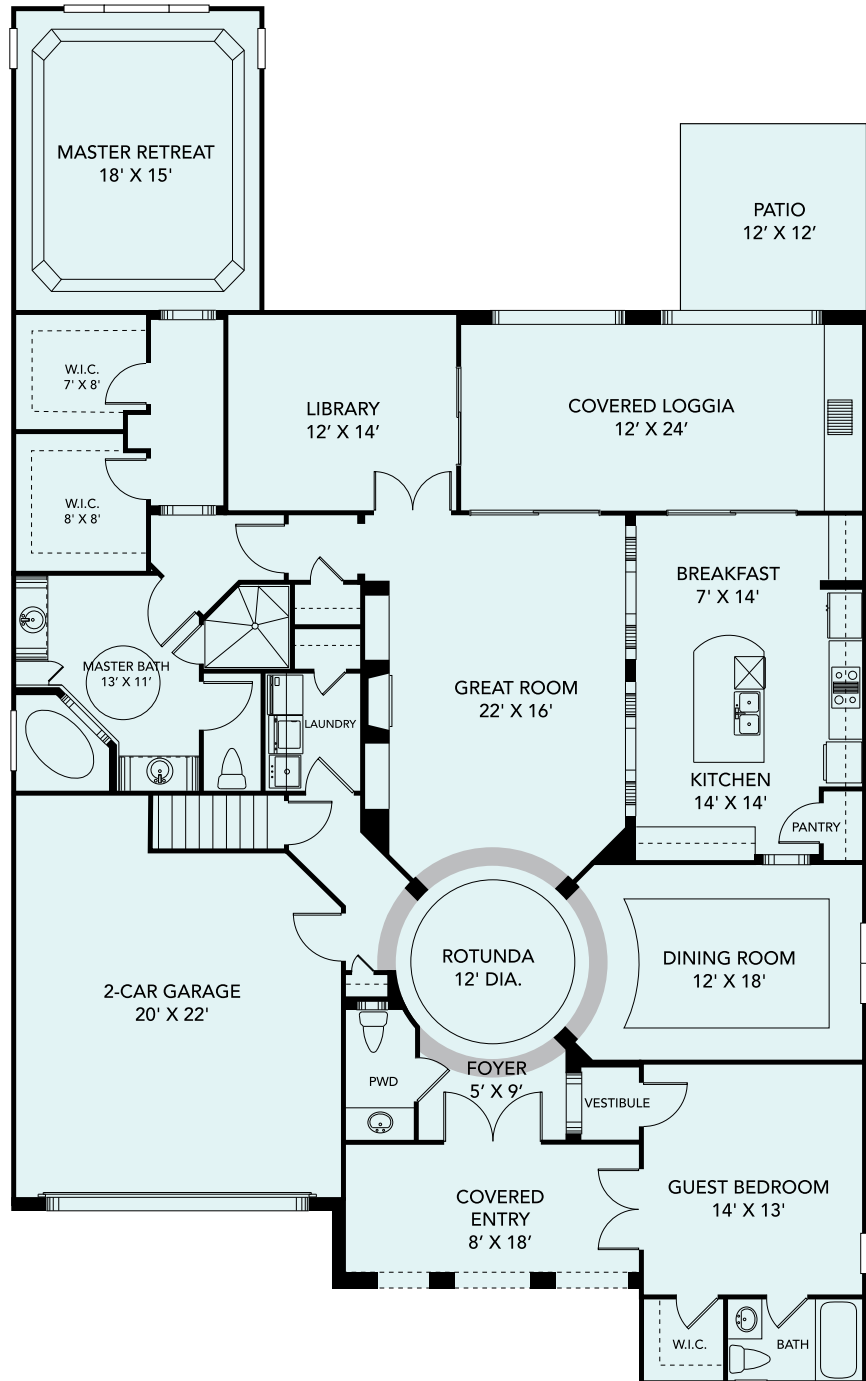 MASTER RETREAT
18' X 15'
PATIO
12’ X 12’
W.I.C.
7' X 8'
LIBRARY
12’ X 14’
COVERED LOGGIA
12’ X 24’
W.I.C.
8' X 8'
BREAKFAST
7' X 14'
MASTER BATH
13' X 11'
GREAT ROOM
22' X 16'
LAUNDRY
KITCHEN
14' X 14'
PANTRY
ROTUNDA
12' DIA.
DINING ROOM
12' X 18'
2-CAR GARAGE
20' X 22'
FOYER
5’ X 9’
PWD
VESTIBULE
COVERED
ENTRY
8’ X 18’
GUEST BEDROOM
14' X 13'
W.I.C.
BATH